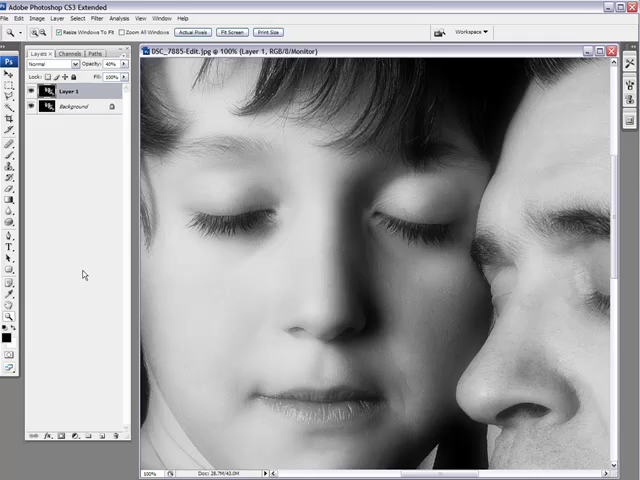 Adobe Photoshop CS3 Extended
File Edit Image Layer Select Filter Analysis View Window Help
Resize Windows To Fit Zoom All Windows Actual Pixels Fit Screen Print Size Workspace
Ps
Layers x Channels Paths
Normal Opacity: 40%
Lock: Fill: 100%
Layer 1
Background
DSC_7885-Edit.jpg @ 100% (Layer 1, RGB/8/Monitor)
T
fx
100% Doc: 28.7M/43.0M